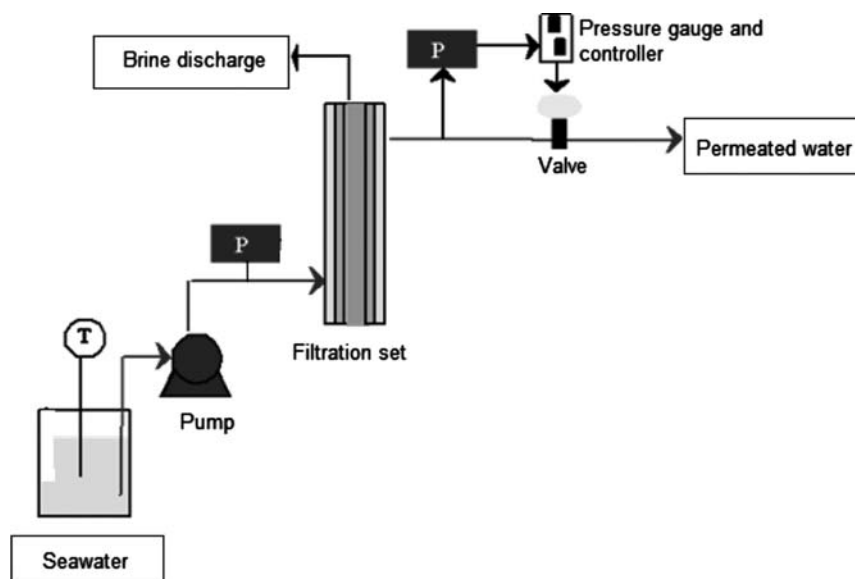 Pressure gauge and
controller
P
Brine discharge
Permeated water
Valve
P
Filtration set
T
Pump
Seawater